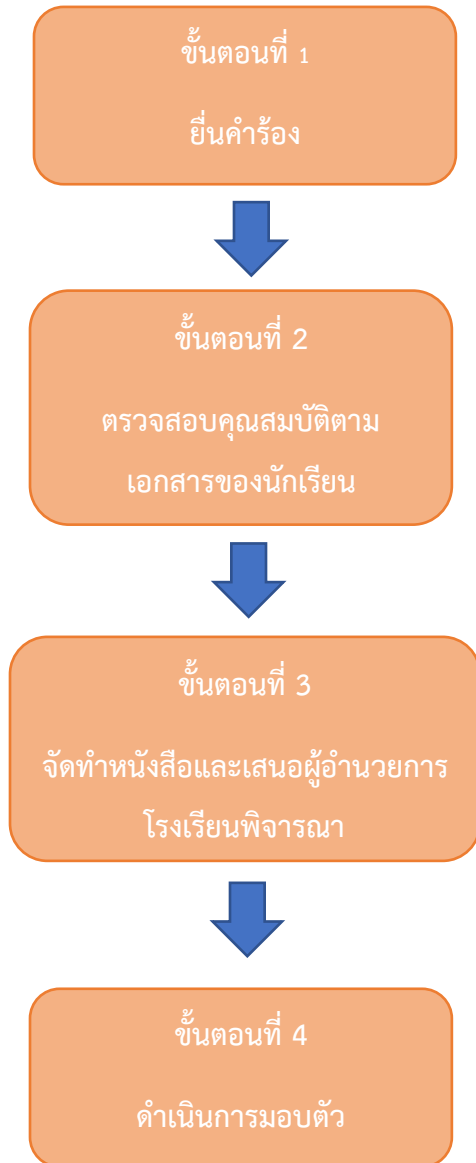 ขั้นตอนที่ 1
ยื่นคำร้อง
ขั้นตอนที่ 2
ตรวจสอบคุณสมบัติตาม
เอกสารของนักเรียน
ขั้นตอนที่ 3
จัดทำหนังสือและเสนอผู้อำนวยการ
โรงเรียนพิจารณา
ขั้นตอนที่ 4
ดำเนินการมอบตัว